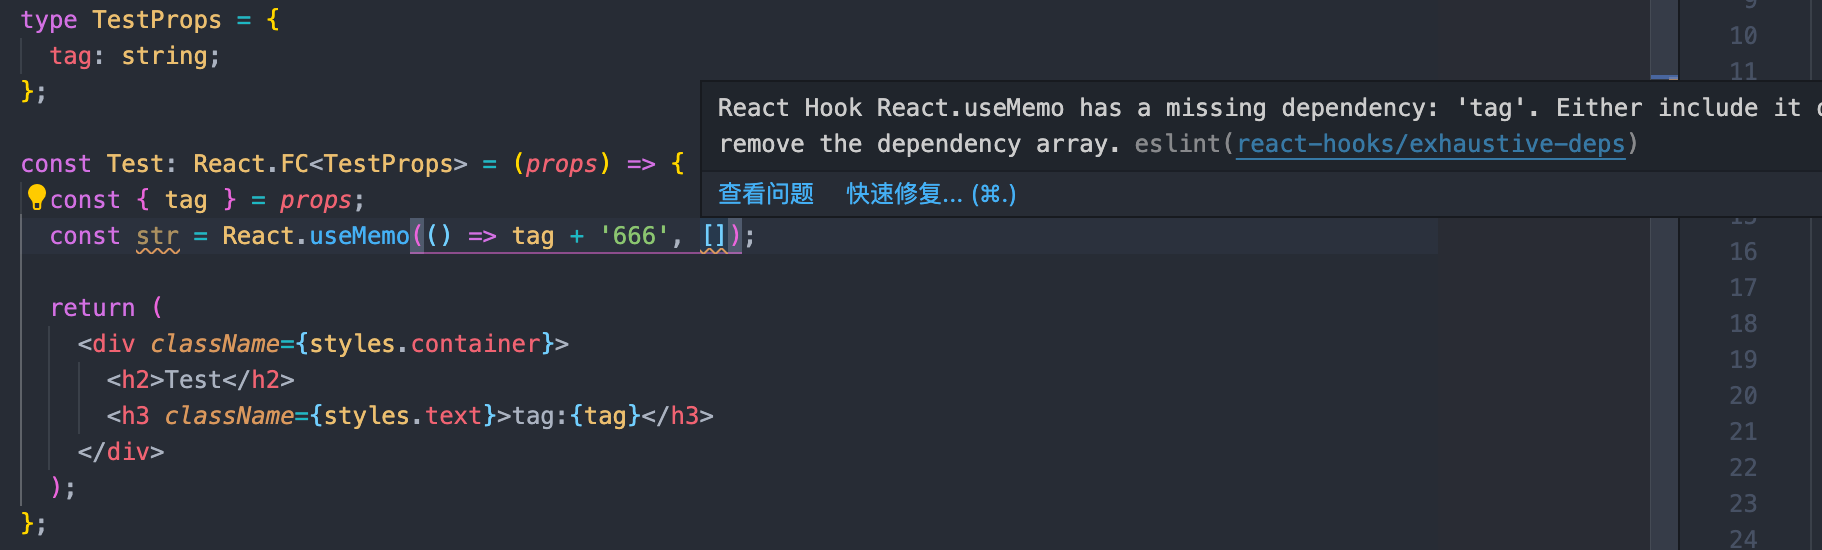 type TestProps = {
tag: string;
};
const Test: React.FC<TestProps> = (props) => {
const { tag } = props;
const str = React.useMemo(() => tag + '666', []);
return (
<div className={styles.container}>
<h2>Test</h2>
<h3 className={styles.text}>tag:{tag}</h3>
</div>
);
};
React Hook React.useMemo has a missing dependency: 'tag'. Either include it
remove the dependency array. eslint(react-hooks/exhaustive-deps)
查看问题 快速修复... (⌘.)
10
11
16
17
18
19
20
21
22
23
24